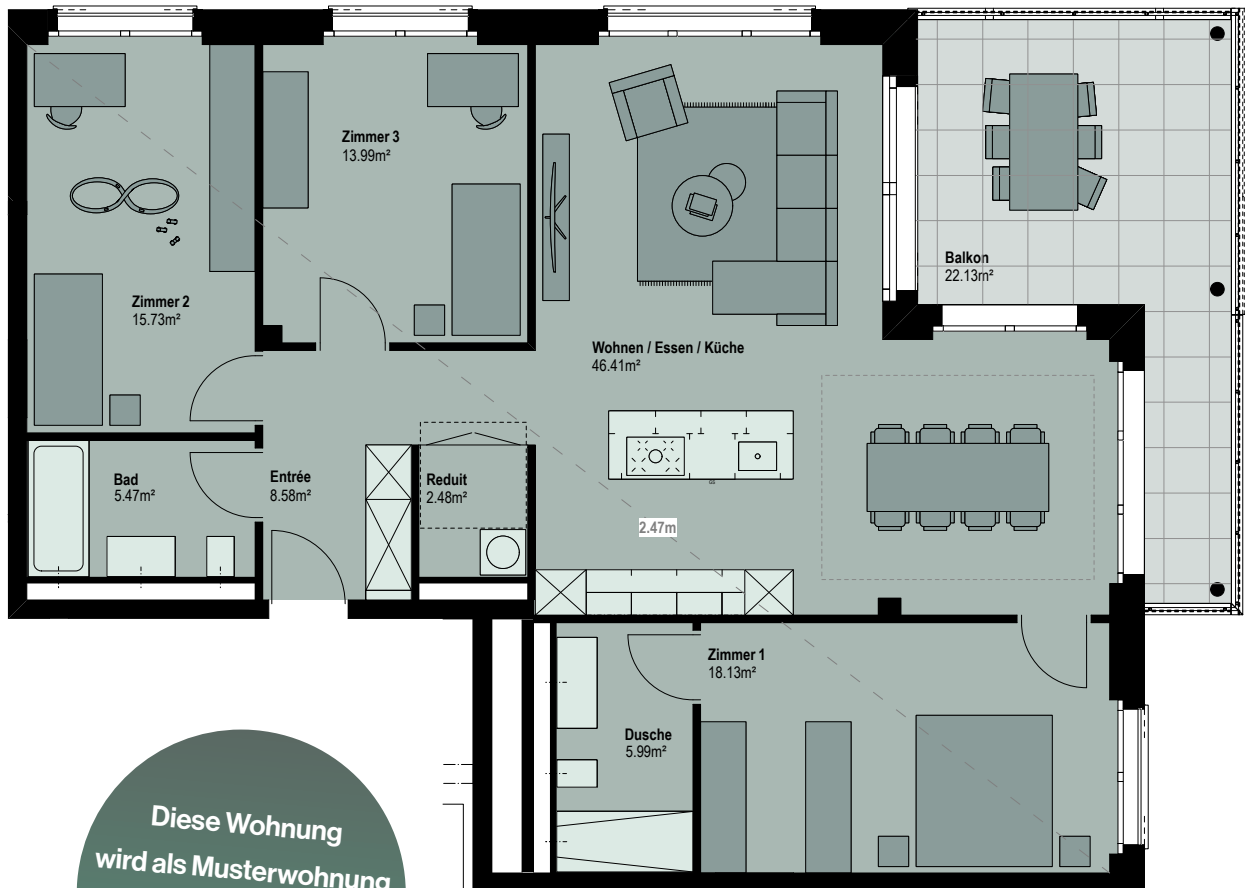 Zimmer 3
13.99m²
Balkon
22.13m²
Zimmer 2
15.73m²
Wohnen / Essen / Küche
46.41m²
Bad
5.47m²
Entrée
8.58m²
Reduit
2.48m²
GS
2.47m
Zimmer 1
18.13m²
Dusche
5.99m²
Diese Wohnung
wird als Musterwohnung